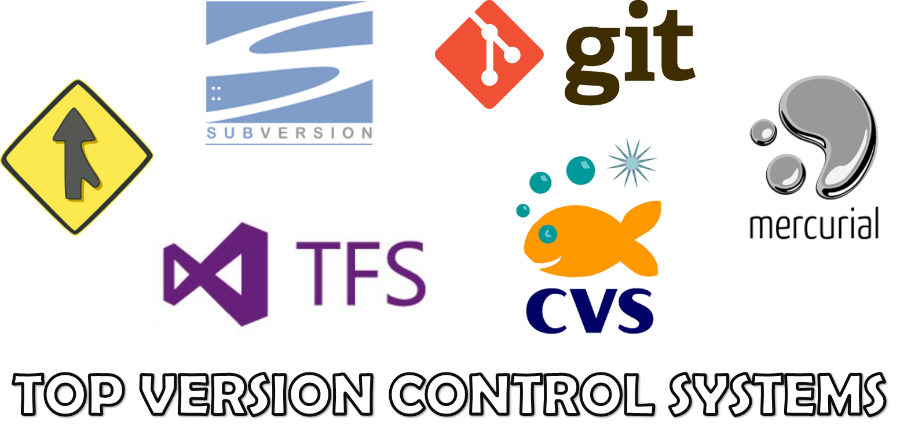 SUBVERSION
git
mercurial
TFS
CVS
TOP VERSION CONTROL SYSTEMS